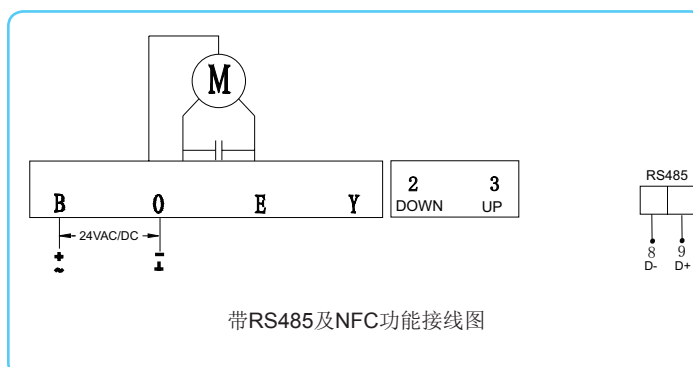 M
RS485
B 0 E Y 2 3
DOWN UP
24VAC/DC
+ -
~ ⊥
8 9
D- D+
带RS485及NFC功能接线图